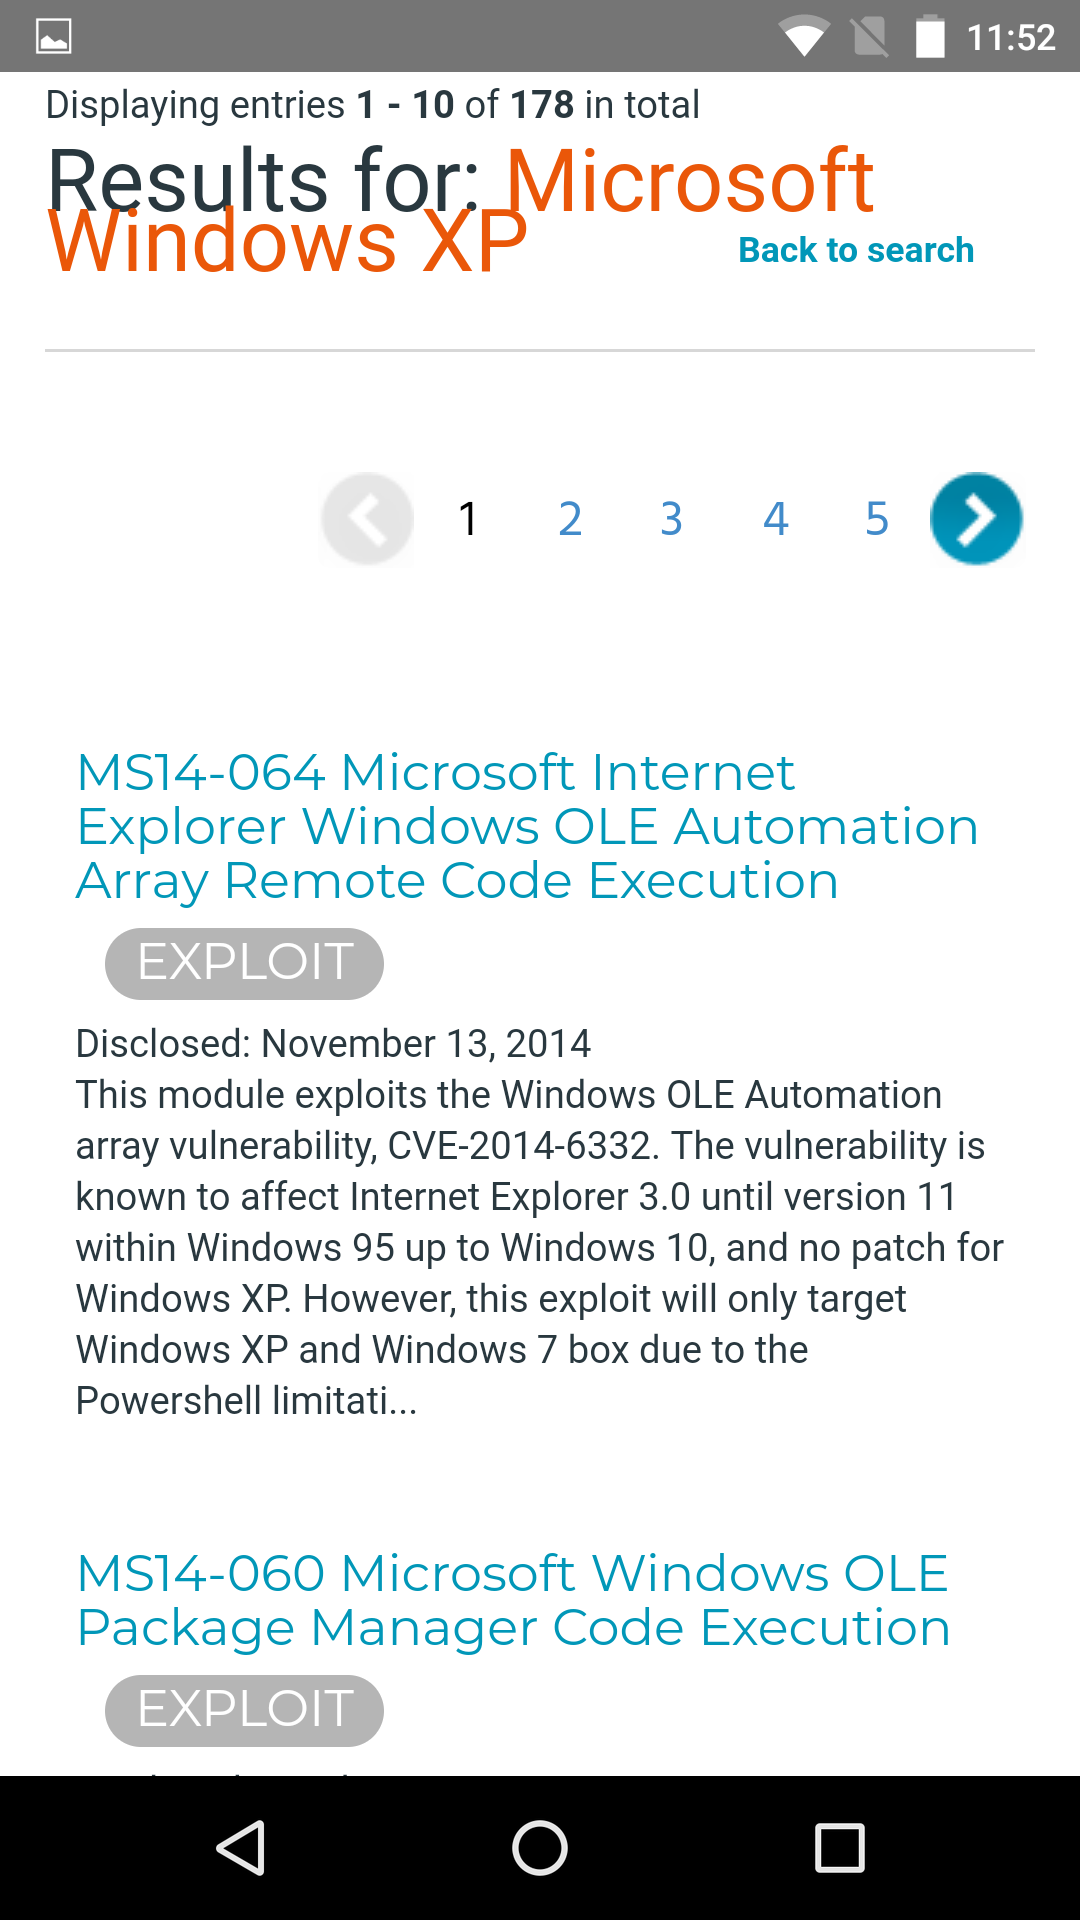 11:52
Displaying entries 1 - 10 of 178 in total
Results for: Microsoft
Windows XP
Back to search
1 2 3 4 5
MS14-064 Microsoft Internet
Explorer Windows OLE Automation
Array Remote Code Execution
EXPLOIT
Disclosed: November 13, 2014
This module exploits the Windows OLE Automation
array vulnerability, CVE-2014-6332. The vulnerability is
known to affect Internet Explorer 3.0 until version 11
within Windows 95 up to Windows 10, and no patch for
Windows XP. However, this exploit will only target
Windows XP and Windows 7 box due to the
Powershell limitati...
MS14-060 Microsoft Windows OLE
Package Manager Code Execution
EXPLOIT